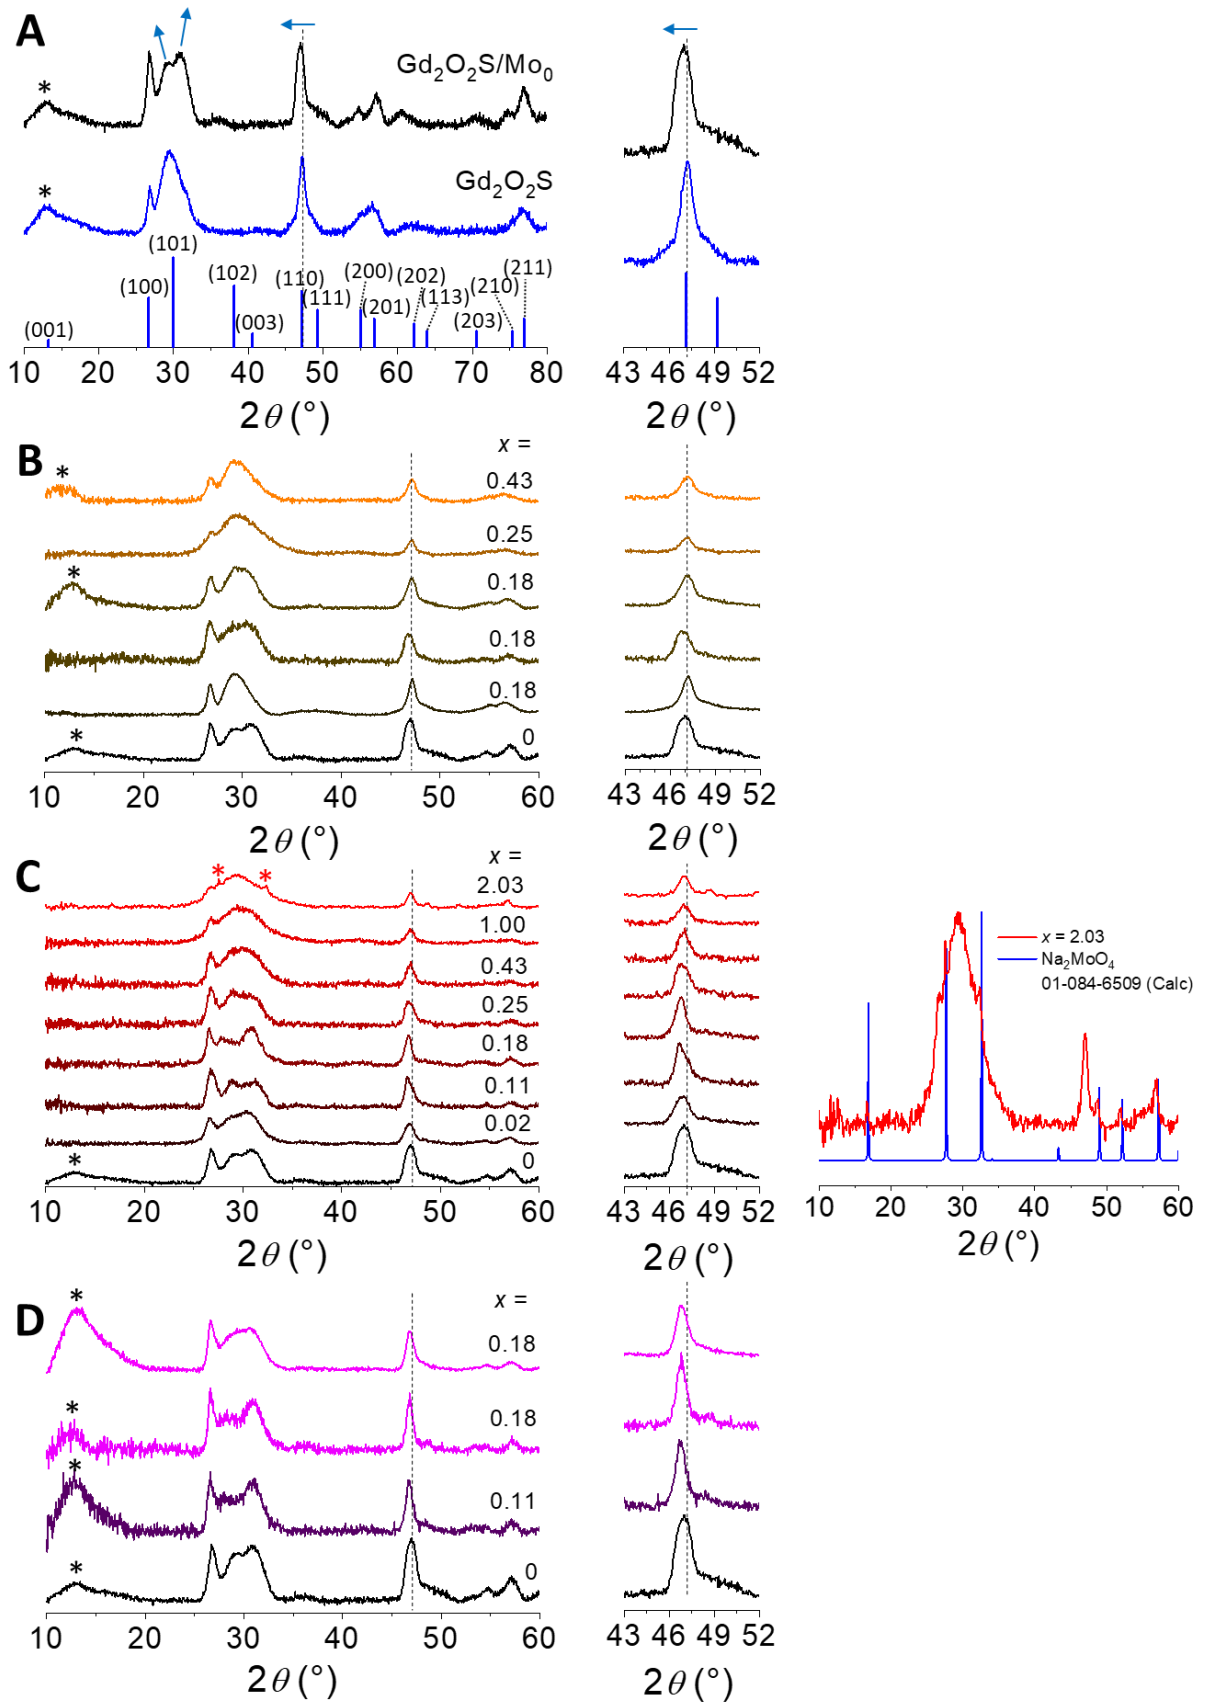 A
Gd₂O₂S/Mo₀
*
Gd₂O₂S
*
(101)
(100)
(102)
(110)
(200)
(202)
(211)
(210)
(113)
(111)
(201)
(003)
(203)
(001)
10 20 30 40 50 60 70 80
43 46 49 52
2θ (°)
2θ (°)
B
x =
*
0.43
0.25
*
0.18
0.18
0.18
*
0
10 20 30 40 50 60
43 46 49 52
2θ (°)
2θ (°)
C
x =
* *
2.03
1.00
0.43
0.25
0.18
0.11
0.02
*
0
10 20 30 40 50 60
43 46 49 52
2θ (°)
2θ (°)
x = 2.03
Na₂MoO₄
01-084-6509 (Calc)
10 20 30 40 50 60
2θ (°)
D
x =
*
0.18
*
0.18
*
0.11
*
0
10 20 30 40 50 60
43 46 49 52
2θ (°)
2θ (°)